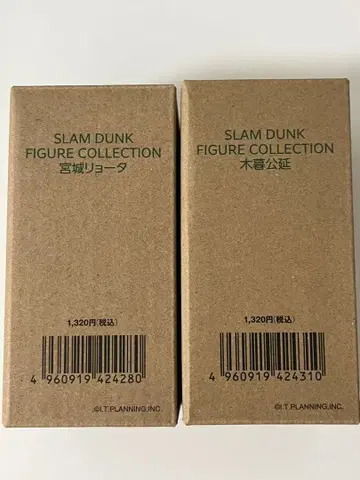 SLAM DUNK
FIGURE COLLECTION
宮城リョータ
1,320円(税込)
4 960919 424280
©I.T.PLANNING,INC.
SLAM DUNK
FIGURE COLLECTION
木暮公延
1,320円(税込)
4 960919 424310
©I.T.PLANNING,INC.